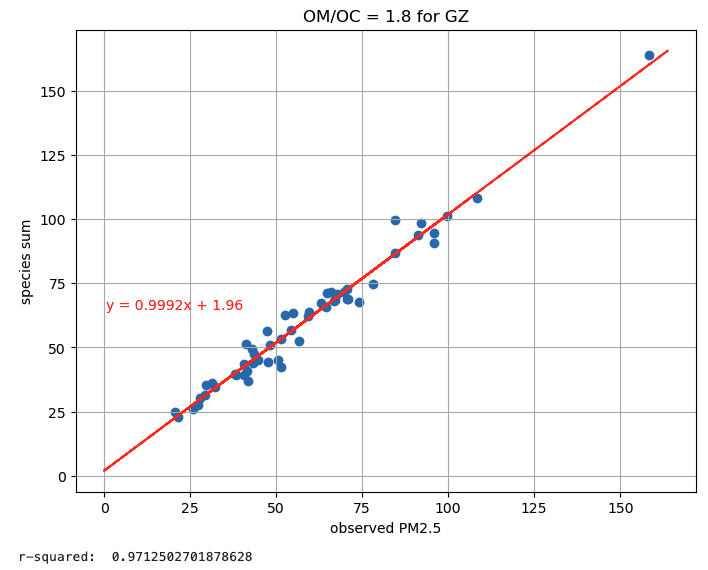 OM/OC = 1.8 for GZ
species sum
150
125
100
75
50
25
0
y = 0.9992x + 1.96
0 25 50 75 100 125 150
observed PM2.5
r-squared: 0.9712502701878628